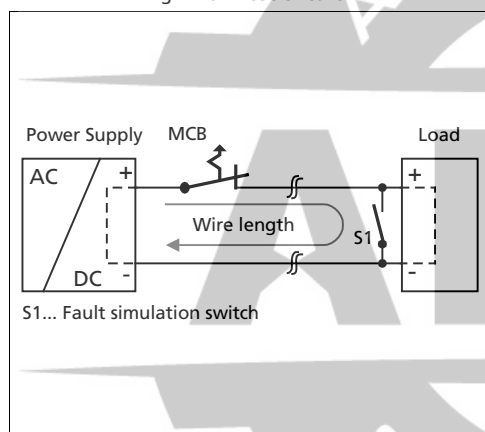 Power Supply MCB Load
AC + +
Wire length
S1
DC - -
S1... Fault simulation switch